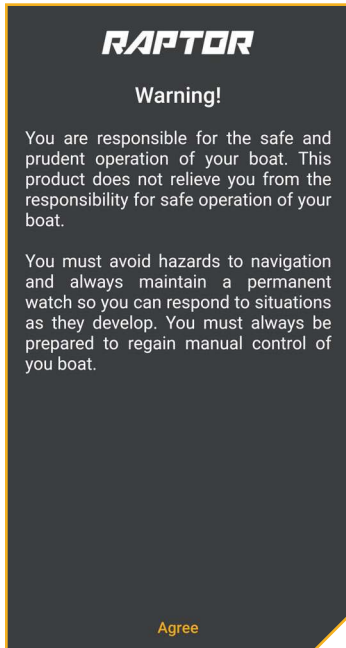 RAPTOR
Warning!
You are responsible for the safe and
prudent operation of your boat. This
product does not relieve you from the
responsibility for safe operation of your
boat.
You must avoid hazards to navigation
and always maintain a permanent
watch so you can respond to situations
as they develop. You must always be
prepared to regain manual control of
you boat.
Agree